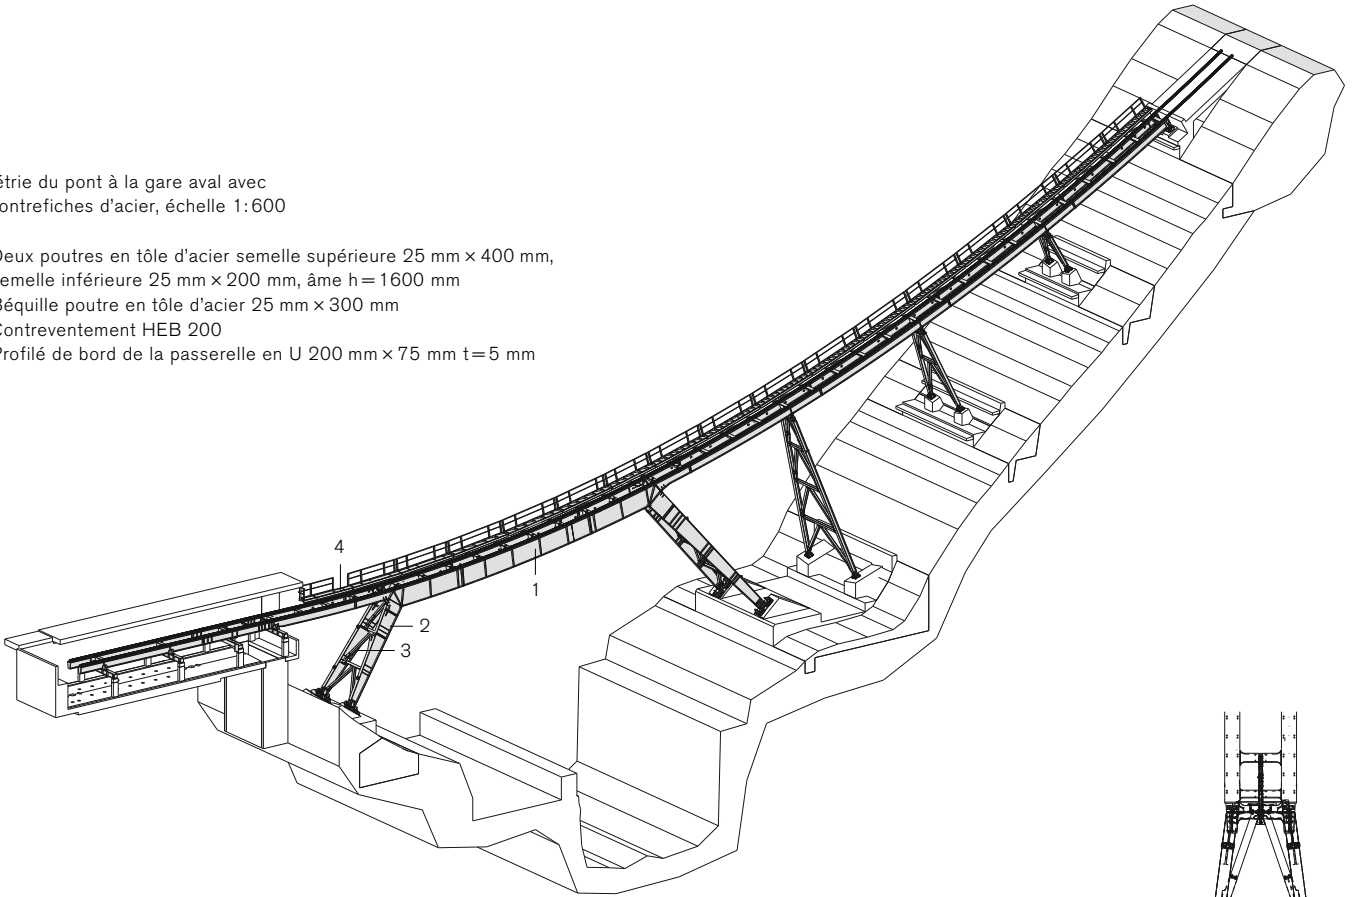 étrie du pont à la gare aval avec
ontrefiches d'acier, échelle 1:600
Deux poutres en tôle d'acier semelle supérieure 25 mm × 400 mm,
semelle inférieure 25 mm × 200 mm, âme h = 1600 mm
Béquille poutre en tôle d'acier 25 mm × 300 mm
Contreventement HEB 200
Profilé de bord de la passerelle en U 200 mm × 75 mm t = 5 mm
4
1
2
3